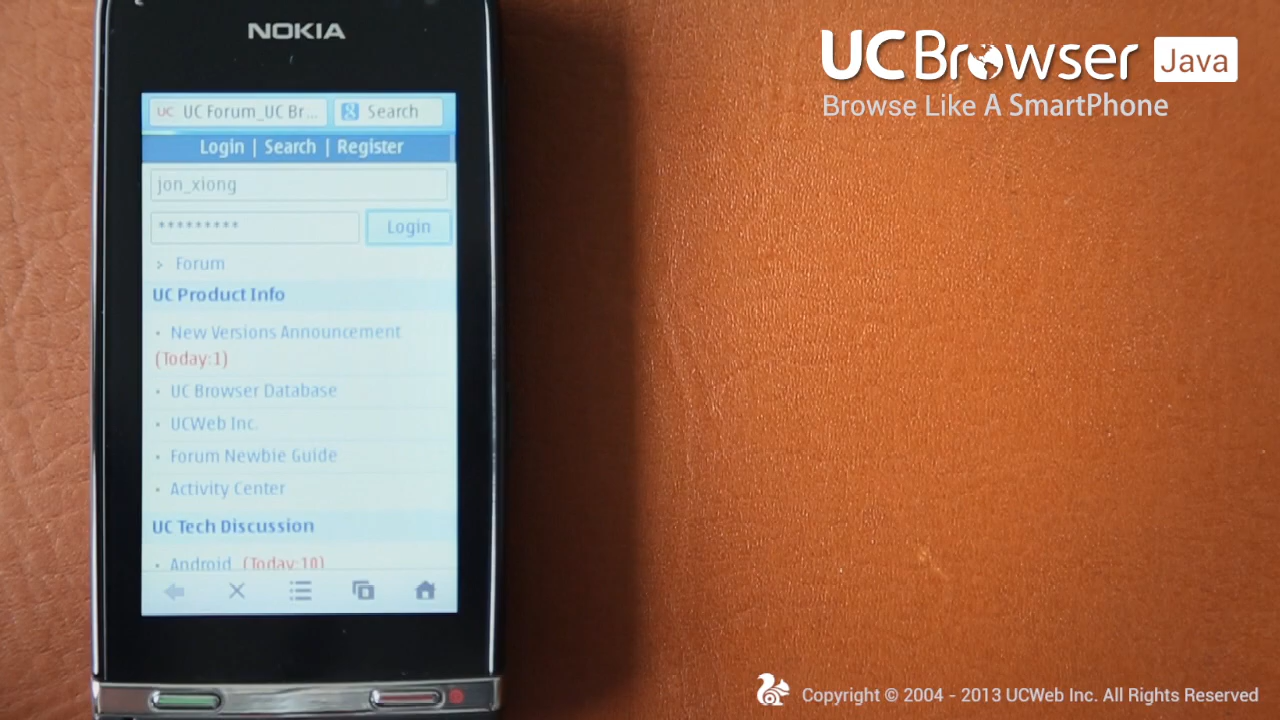 NOKIA
UC UC Forum_UC Br... Search
Login | Search | Register
jon_xiong
********* Login
> Forum
UC Product Info
• New Versions Announcement
(Today:1)
• UC Browser Database
• UCWeb Inc.
• Forum Newbie Guide
• Activity Center
UC Tech Discussion
• Android (Today:10)
UC Browser Java
Browse Like A SmartPhone
Copyright © 2004 - 2013 UCWeb Inc. All Rights Reserved